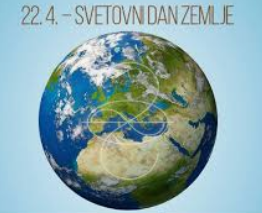 22. 4. – SVETOVNI DAN ZEMLJE